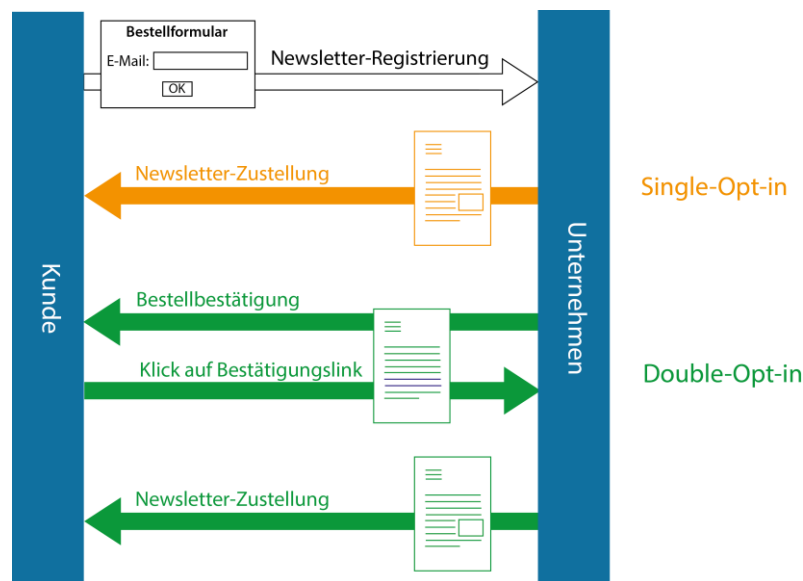 Bestellformular
E-Mail:
OK
Newsletter-Registrierung
Newsletter-Zustellung
Single-Opt-in
Kunde
Unternehmen
Bestellbestätigung
Klick auf Bestätigungslink
Double-Opt-in
Newsletter-Zustellung